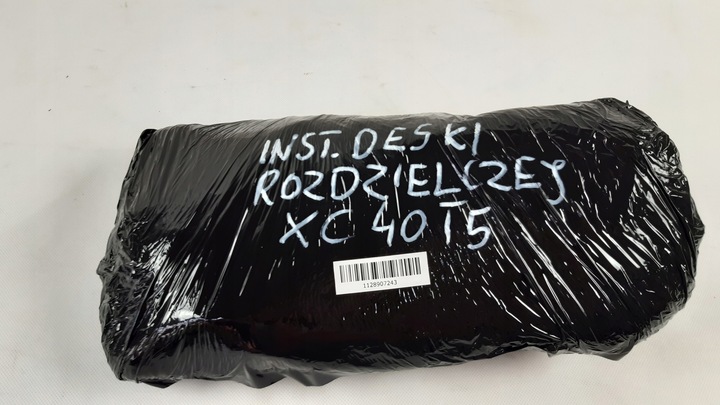 INST. DESKI
ROZDZIELCZEJ
XC 40 T5
1128907243